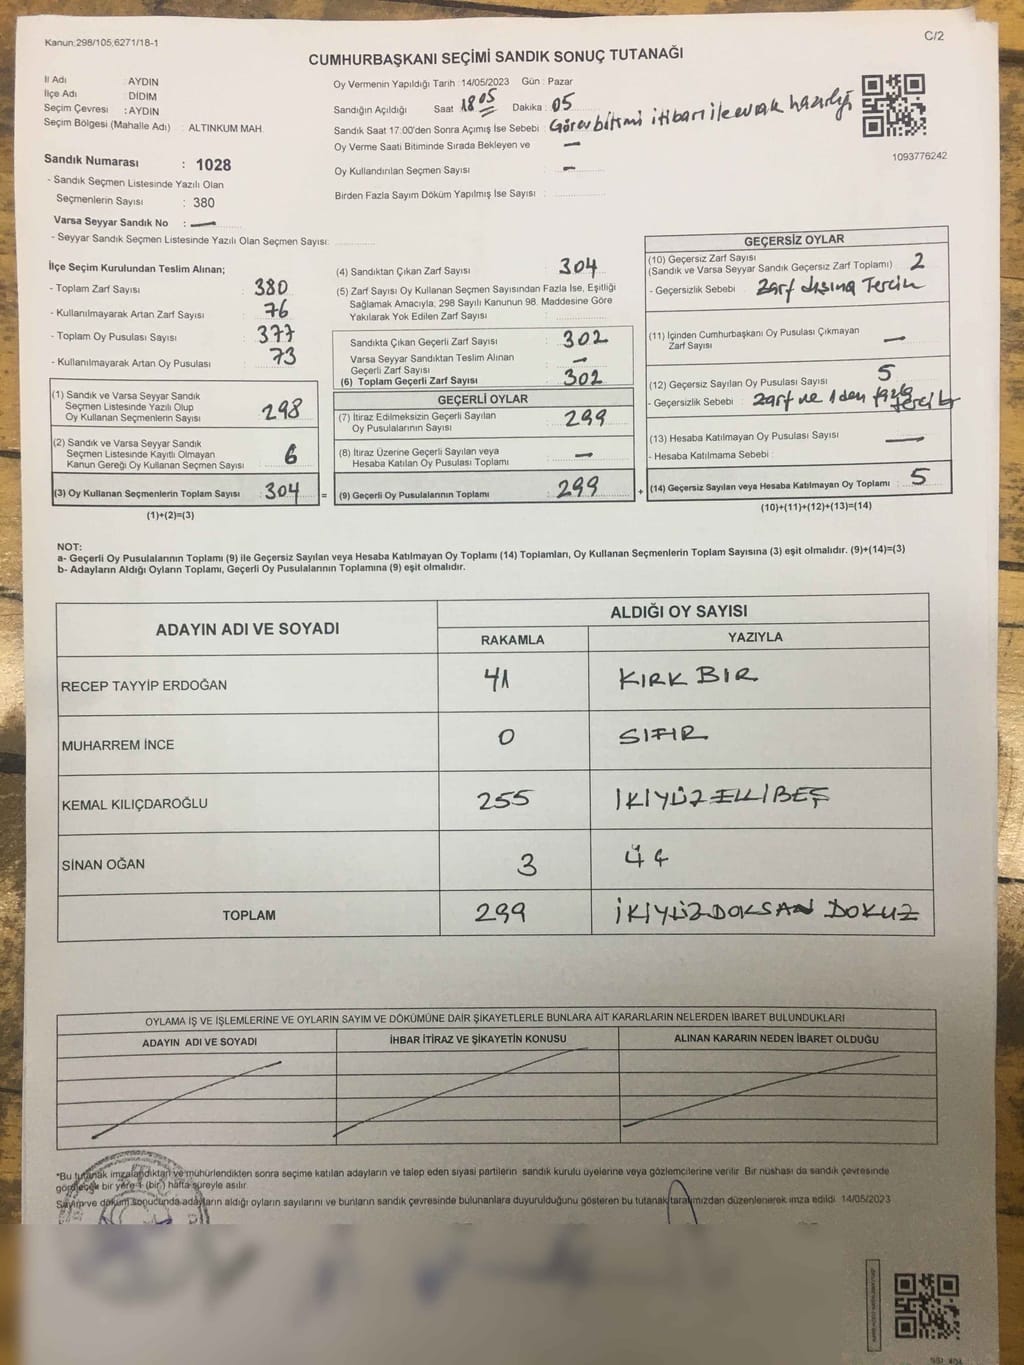 Kanun:298/105,6271/18-1
C/2
CUMHURBAŞKANI SEÇİMİ SANDIK SONUÇ TUTANAĞI
İl Adı : AYDIN
İlçe Adı : DİDİM
Seçim Çevresi : AYDIN
Seçim Bölgesi (Mahalle Adı) : ALTINKUM MAH.
Oy Vermenin Yapıldığı Tarih : 14/05/2023 Gün : Pazar
Sandığın Açıldığı Saat 18 05 Dakika : 05
Sandık Saat 17:00'den Sonra Açımış İse Sebebi : Görev bitimi itibari ile evrak hazırlığı
Oy Verme Saati Bitiminde Sırada Bekleyen ve : —
Oy Kullandırılan Seçmen Sayısı : —
Birden Fazla Sayım Döküm Yapılmış İse Sayısı :
1093776242
Sandık Numarası : 1028
- Sandık Seçmen Listesinde Yazılı Olan
Seçmenlerin Sayısı : 380
Varsa Seyyar Sandık No : —
- Seyyar Sandık Seçmen Listesinde Yazılı Olan Seçmen Sayısı:
İlçe Seçim Kurulundan Teslim Alınan;
- Toplam Zarf Sayısı : 380
- Kullanılmayarak Artan Zarf Sayısı : 76
- Toplam Oy Pusulası Sayısı : 377
- Kullanılmayarak Artan Oy Pusulası : 73
(1) Sandık ve Varsa Seyyar Sandık
Seçmen Listesinde Yazılı Olup
Oy Kullanan Seçmenlerin Sayısı : 298
(2) Sandık ve Varsa Seyyar Sandık
Seçmen Listesinde Kayıtlı Olmayan
Kanun Gereği Oy Kullanan Seçmen Sayısı : 6
(3) Oy Kullanan Seçmenlerin Toplam Sayısı : 304 =
(1)+(2)=(3)
(4) Sandıktan Çıkan Zarf Sayısı : 304
(5) Zarf Sayısı Oy Kullanan Seçmen Sayısından Fazla İse, Eşitliği
Sağlamak Amacıyla, 298 Sayılı Kanunun 98. Maddesine Göre
Yakılarak Yok Edilen Zarf Sayısı :
Sandıkta Çıkan Geçerli Zarf Sayısı : 302
Varsa Seyyar Sandıktan Teslim Alınan
Geçerli Zarf Sayısı : —
(6) Toplam Geçerli Zarf Sayısı : 302
GEÇERLİ OYLAR
(7) İtiraz Edilmeksizin Geçerli Sayılan
Oy Pusulalarının Sayısı : 299
(8) İtiraz Üzerine Geçerli Sayılan veya
Hesaba Katılan Oy Pusulası Toplamı : —
(9) Geçerli Oy Pusulalarının Toplamı : 299 +
GEÇERSİZ OYLAR
(10) Geçersiz Zarf Sayısı
(Sandık ve Varsa Seyyar Sandık Geçersiz Zarf Toplamı) : 2
- Geçersizlik Sebebi : Zarf dışına Tercih
(11) İçinden Cumhurbaşkanı Oy Pusulası Çıkmayan
Zarf Sayısı : —
(12) Geçersiz Sayılan Oy Pusulası Sayısı : 5
- Geçersizlik Sebebi : Zarf ve 1 den fazla tercih
(13) Hesaba Katılmayan Oy Pusulası Sayısı : —
- Hesaba Katılmama Sebebi :
(14) Geçersiz Sayılan veya Hesaba Katılmayan Oy Toplamı : 5
(10)+(11)+(12)+(13)=(14)
NOT:
a- Geçerli Oy Pusulalarının Toplamı (9) ile Geçersiz Sayılan veya Hesaba Katılmayan Oy Toplamı (14) Toplamları, Oy Kullanan Seçmenlerin Toplam Sayısına (3) eşit olmalıdır. (9)+(14)=(3)
b- Adayların Aldığı Oyların Toplamı, Geçerli Oy Pusulalarının Toplamına (9) eşit olmalıdır.
ADAYIN ADI VE SOYADI
ALDIĞI OY SAYISI
RAKAMLA YAZIYLA
RECEP TAYYİP ERDOĞAN 41 KIRK BİR
MUHARREM İNCE 0 SIFIR
KEMAL KILIÇDAROĞLU 255 İKİYÜZELLİBEŞ
SİNAN OĞAN 3 ÜÇ
TOPLAM 299 İKİYÜZDOKSAN DOKUZ
OYLAMA İŞ VE İŞLEMLERİNE VE OYLARIN SAYIM VE DÖKÜMÜNE DAİR ŞİKAYETLERLE BUNLARA AİT KARARLARIN NELERDEN İBARET BULUNDUKLARI
ADAYIN ADI VE SOYADI İHBAR İTİRAZ VE ŞİKAYETİN KONUSU ALINAN KARARIN NEDEN İBARET OLDUĞU
"Bu tutanak imzalandıktan ve mühürlendikten sonra seçime katılan adayların ve talep eden siyasi partilerin sandık kurulu üyelerine veya gözlemcilerine verilir. Bir nüshası da sandık çevresinde
görülecek bir yere 1 (bir) hafta süreyle asılır.
Sayım ve döküm sonucunda adayların aldığı oyların sayılarını ve bunların sandık çevresinde bulunanlara duyurulduğunu gösteren bu tutanak tarafımızdan düzenlenerek imza edildi. 14/05/2023